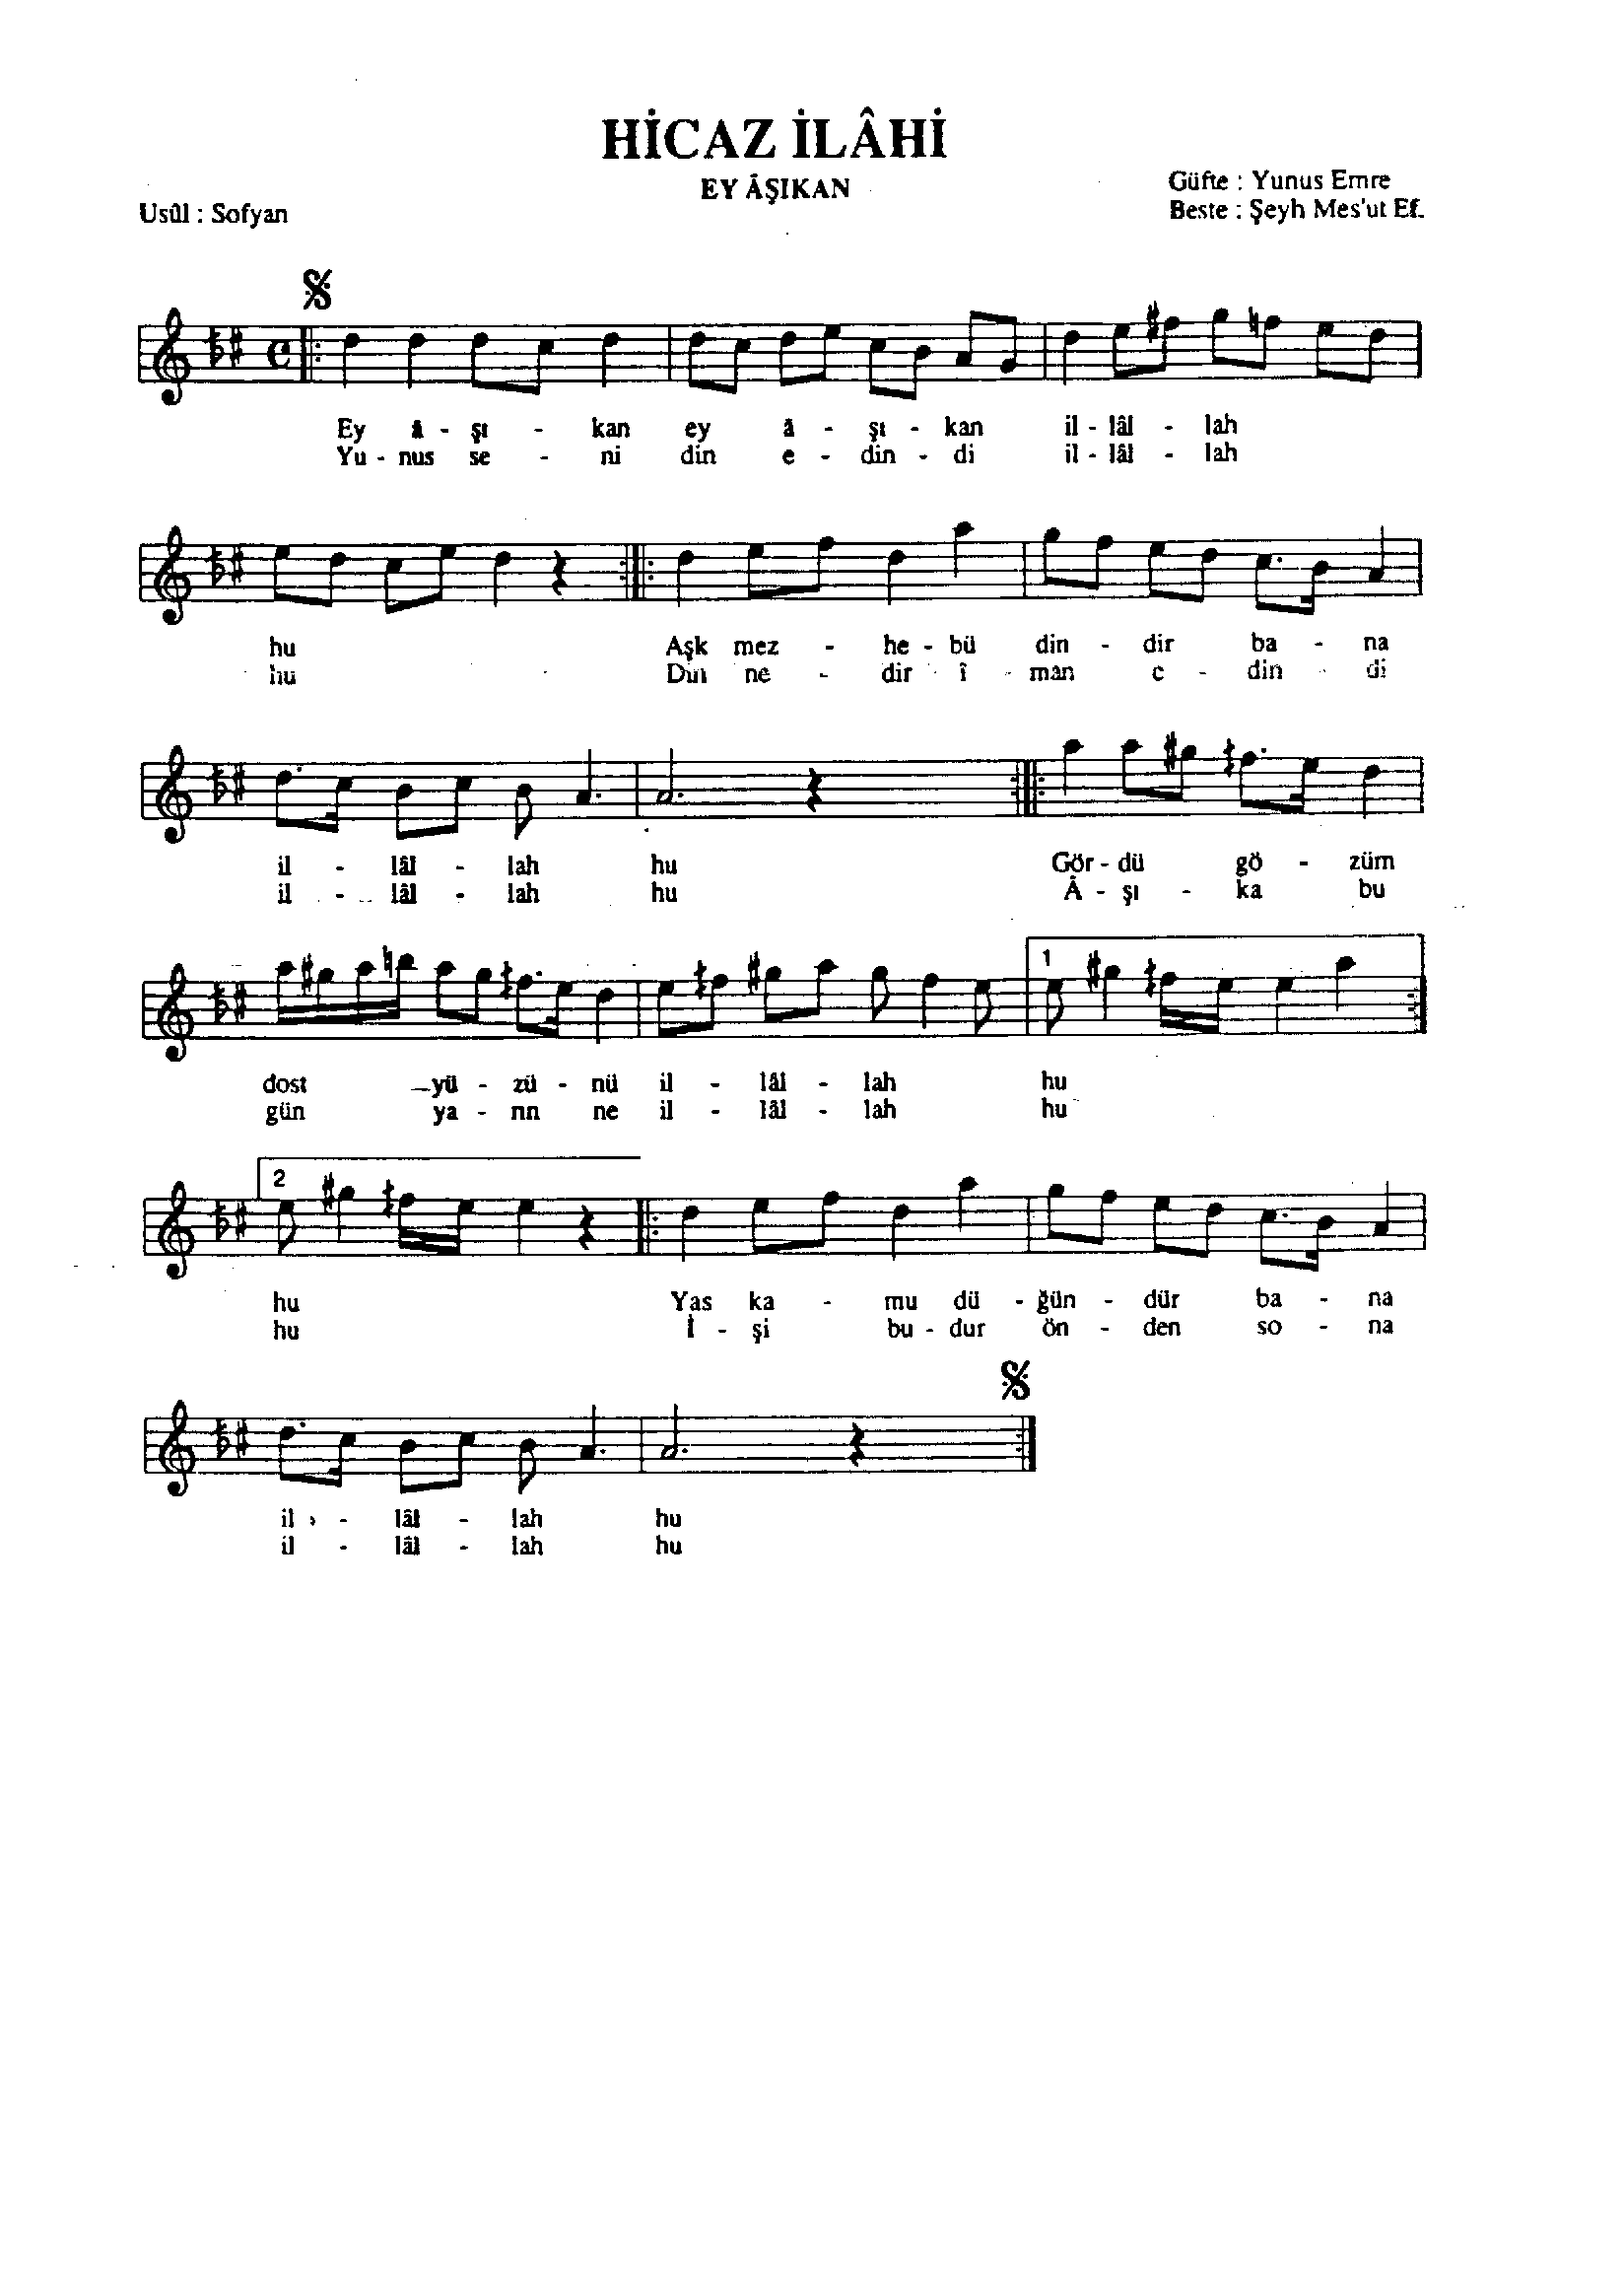 HİCAZ İLÂHİ
EY ÂŞIKAN
Usûl : Sofyan
Güfte : Yunus Emre
Beste : Şeyh Mes'ut Ef.
Ey â - şı - kan ey â - şı - kan il - lâl - lah
Yu - nus se - ni din e - din - di il - lâl - lah
hu Aşk mez - he - bü din - dir ba - na
hu Din ne - dir î - man e - din - di
il - lâl - lah hu Gör - dü gö - züm
il - lâl - lah hu Â - şı - ka bu
1
dost yü - zü - nü il - lâl - lah hu
gün ya - rın ne il - lâl - lah hu
2
hu Yas ka - mu dü - ğün - dür ba - na
hu İ - şi bu - dur ön - den so - na
il - lâl - lah hu
il - lâl - lah hu